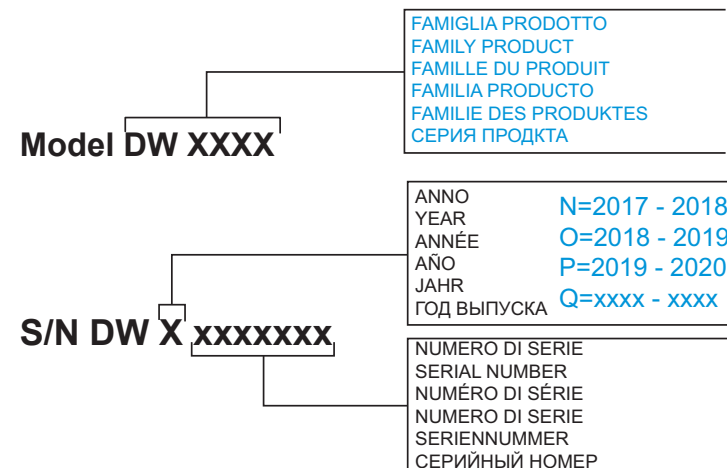 FAMIGLIA PRODOTTO
FAMILY PRODUCT
FAMILLE DU PRODUIT
FAMILIA PRODUCTO
FAMILIE DES PRODUKTES
СЕРИЯ ПРОДКТА
Model DW XXXX
ANNO
YEAR
ANNÉE
AÑO
JAHR
ГОД ВЫПУСКА
N=2017 - 2018
O=2018 - 2019
P=2019 - 2020
Q=xxxx - xxxx
S/N DW X xxxxxxx
NUMERO DI SERIE
SERIAL NUMBER
NUMÉRO DI SÉRIE
NUMERO DI SERIE
SERIENNUMMER
СЕРИЙНЫЙ НОМЕР